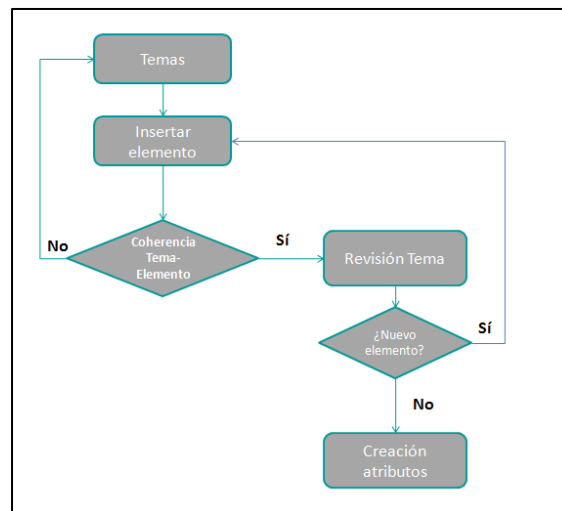 Temas
Insertar
elemento
Coherencia
Tema-
Elemento
No
Sí
Revisión Tema
¿Nuevo
elemento?
Sí
No
Creación
atributos